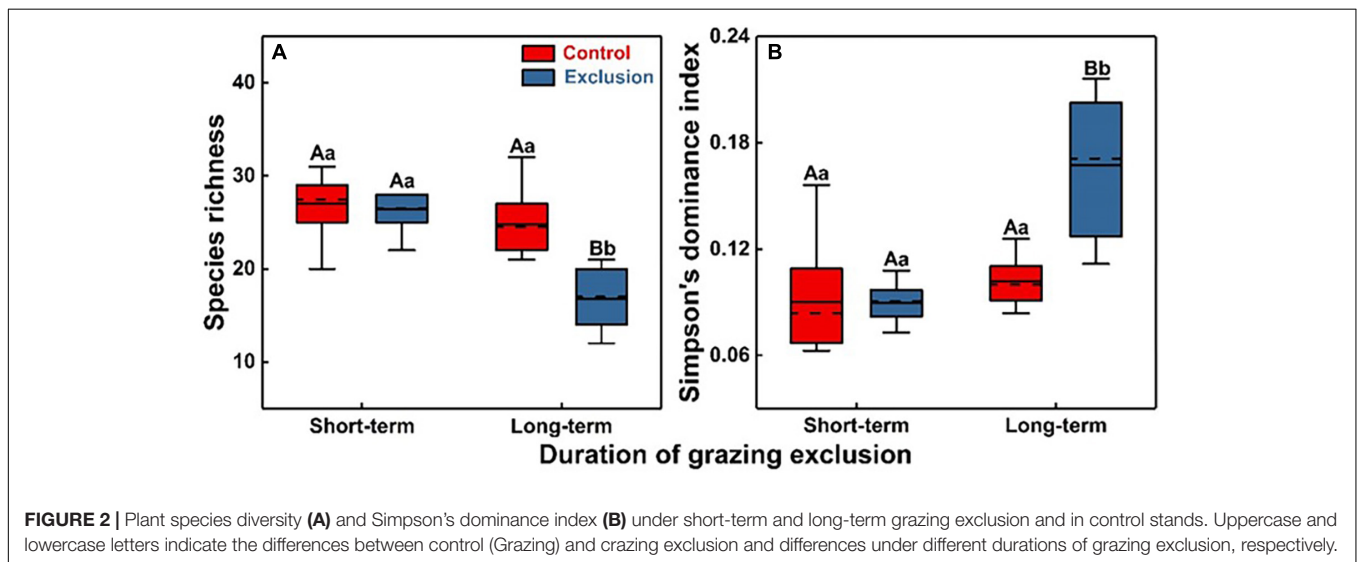 A
Control
Exclusion
Species richness
40
30
20
10
Aa
Aa
Aa
Bb
Short-term
Long-term
B
Simpson's dominance index
0.24
0.18
0.12
0.06
Aa
Aa
Aa
Bb
Short-term
Long-term
Duration of grazing exclusion
FIGURE 2 | Plant species diversity (A) and Simpson's dominance index (B) under short-term and long-term grazing exclusion and in control stands. Uppercase and
lowercase letters indicate the differences between control (Grazing) and crazing exclusion and differences under different durations of grazing exclusion, respectively.